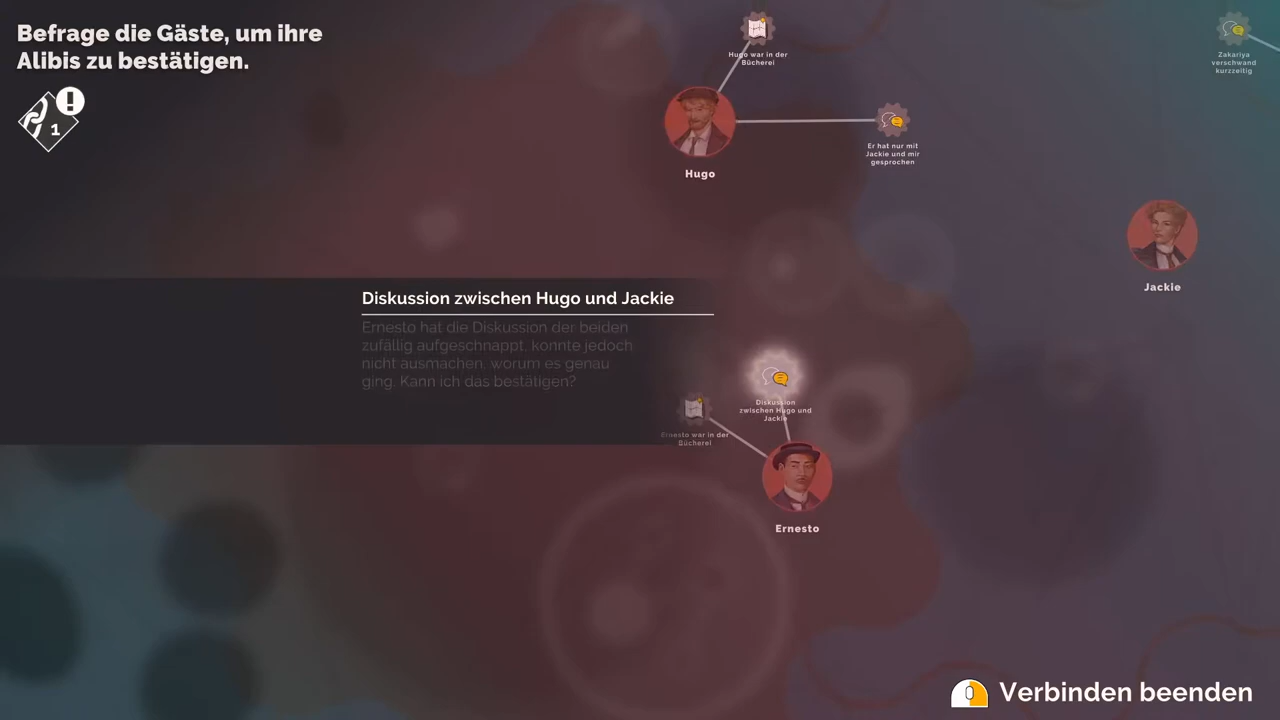 Befrage die Gäste, um ihre
Alibis zu bestätigen.
1
Hugo war in der
Bücherei
Zakariya
verschwand
kurzzeitig
Er hat nur mit
Jackie und mir
gesprochen
Hugo
Jackie
Diskussion zwischen Hugo und Jackie
Ernesto hat die Diskussion der beiden
zufällig aufgeschnappt, konnte jedoch
nicht ausmachen, worum es genau
ging. Kann ich das bestätigen?
Diskussion
zwischen Hugo und
Jackie
Ernesto war in der
Bücherei
Ernesto
Verbinden beenden